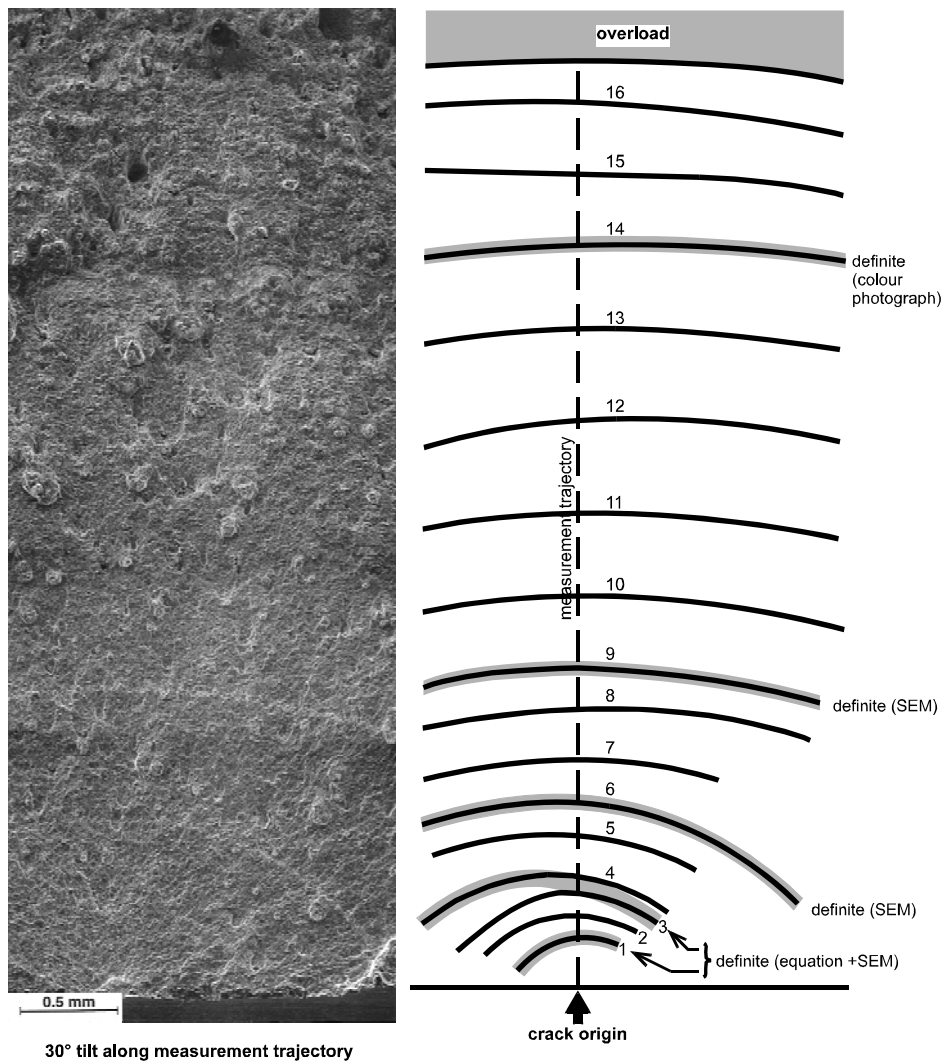 overload
16
15
14
definite
(colour
photograph)
13
12
measurement trajectory
11
10
9
definite (SEM)
8
7
6
5
4
definite (SEM)
3
2
1
definite (equation +SEM)
0.5 mm
crack origin
30° tilt along measurement trajectory